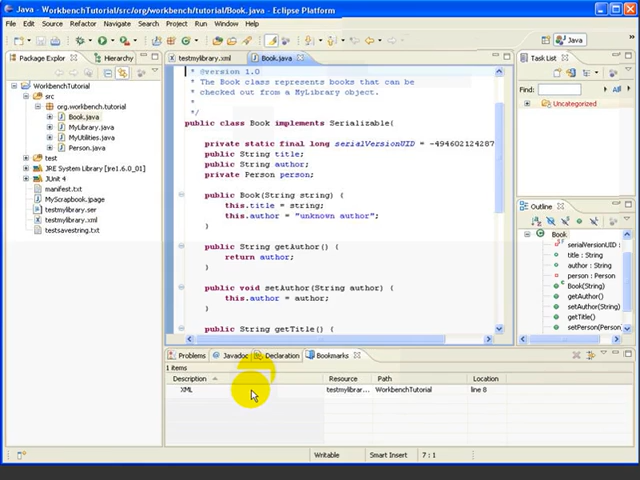 Java - WorkbenchTutorial/src/org/workbench/tutorial/Book.java - Eclipse Platform
File Edit Source Refactor Navigate Search Project Run Window Help
Java
Package Explor
Hierarchy
WorkbenchTutorial
src
org.workbench.tutorial
Book.java
MyLibrary.java
MyUtilities.java
Person.java
test
JRE System Library [jre1.6.0_01]
JUnit 4
manifest.txt
MyScrapbook.jpage
testmylibrary.ser
testmylibrary.xml
testsavestring.txt
testmylibrary.xml
Book.java
* @version 1.0
* The Book class represents books that can be
* checked out from a MyLibrary object.
*
*/
public class Book implements Serializable{
private static final long serialVersionUID = -494602124287
public String title;
public String author;
private Person person;
public Book(String string) {
this.title = string;
this.author = "unknovn author";
}
public String getAuthor() {
return author;
}
public void setAuthor(String author) {
this.author = author;
}
public String getTitle() {
Task List
Find:
Uncategorized
Outline
Book
serialVersionUID :
title : String
author : String
person : Person
Book(String)
getAuthor()
setAuthor(String)
getTitle()
setPerson(Person
Problems
Javadoc
Declaration
Bookmarks
1 items
Description Resource Path Location
XML testmylibrar... WorkbenchTutorial line 8
Writable Smart Insert 7 : 1